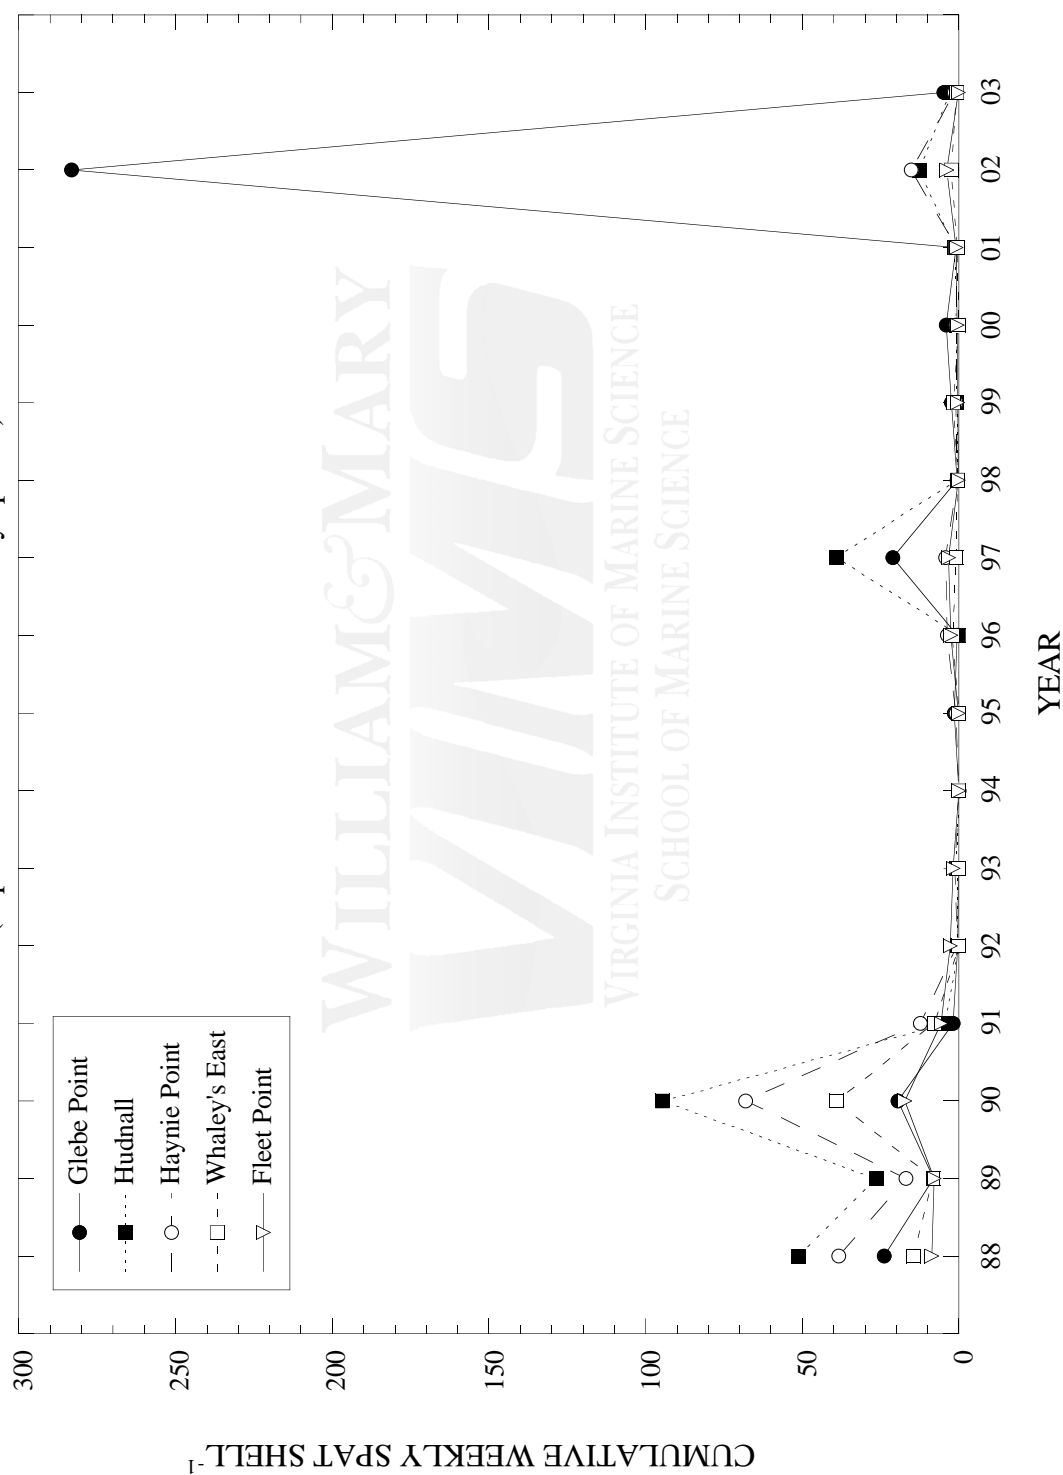 Glebe Point
Hudnall
Haynie Point
Whaley's East
Fleet Point
CUMULATIVE WEEKLY SPAT SHELL-1
300
250
200
150
100
50
0
88
89
90
91
92
93
94
95
96
97
98
99
00
01
02
03
YEAR
WILLIAM & MARY
VIMS
VIRGINIA INSTITUTE OF MARINE SCIENCE
SCHOOL OF MARINE SCIENCE